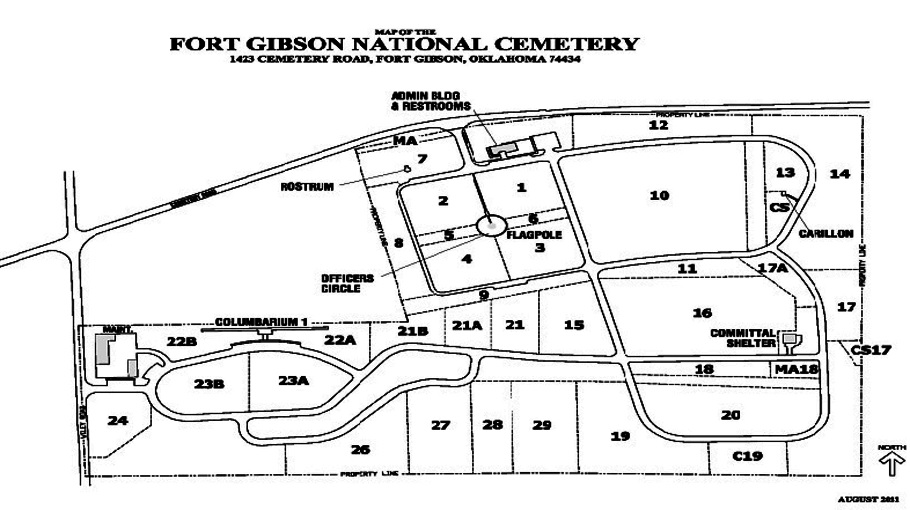 MAP OF THE
FORT GIBSON NATIONAL CEMETERY
1423 CEMETERY ROAD, FORT GIBSON, OKLAHOMA 74434
ADMIN BLDG
& RESTROOMS
PROPERTY LINE
12
MA
7
ROSTRUM
CEMETERY ROAD
2
1
10
13
14
CS
CARILLON
PROPERTY LINE
8
5
6
FLAGPOLE
4
3
OFFICERS
CIRCLE
9
11
17A
PROPERTY LINE
16
17
COMMITTAL
SHELTER
CS17
MAINT.
COLUMBARIUM 1
22B
22A
21B
21A
21
15
18
MA18
23B
23A
24
20
27
28
29
19
26
C19
PROPERTY LINE
NORTH
AUGUST 2011